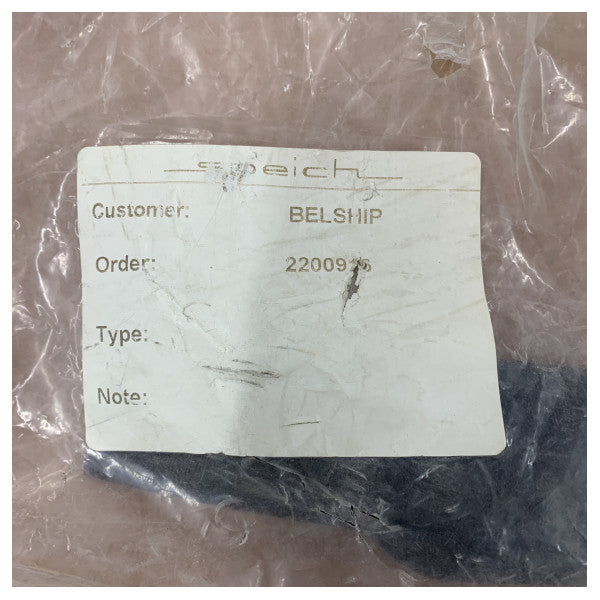 speich
Customer: BELSHIP
Order:
Type:
Note: